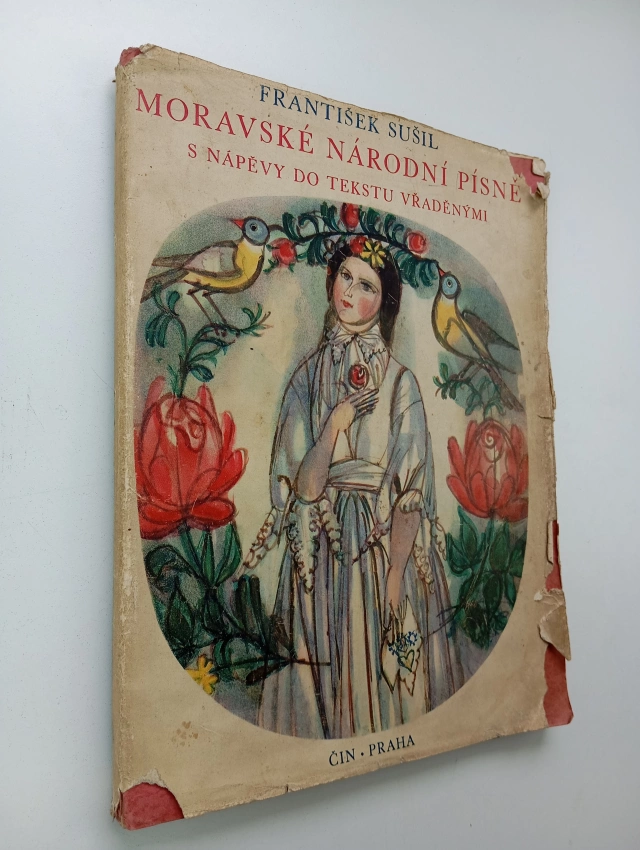 FRANTIŠEK SUŠIL
MORAVSKÉ NÁRODNÍ PÍSNĚ
S NÁPĚVY DO TEKSTU VŘADĚNÝMI
ČIN • PRAHA